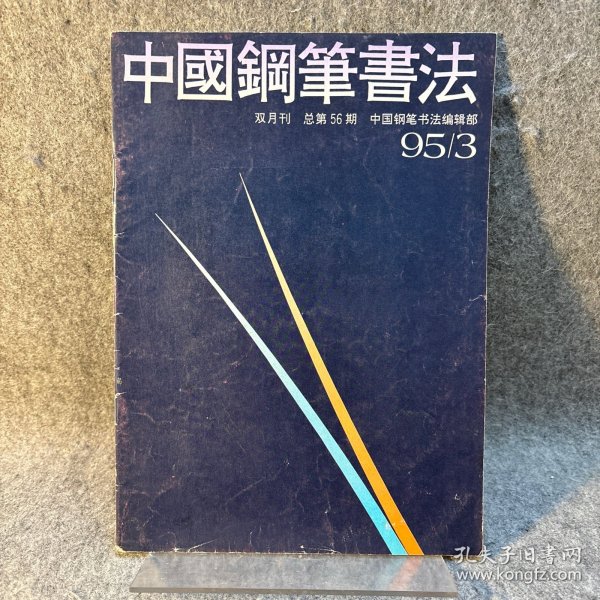 中國鋼筆書法
双月刊 总第56期 中国钢笔书法编辑部
95/3
孔夫子旧书网
www.kongfz.com